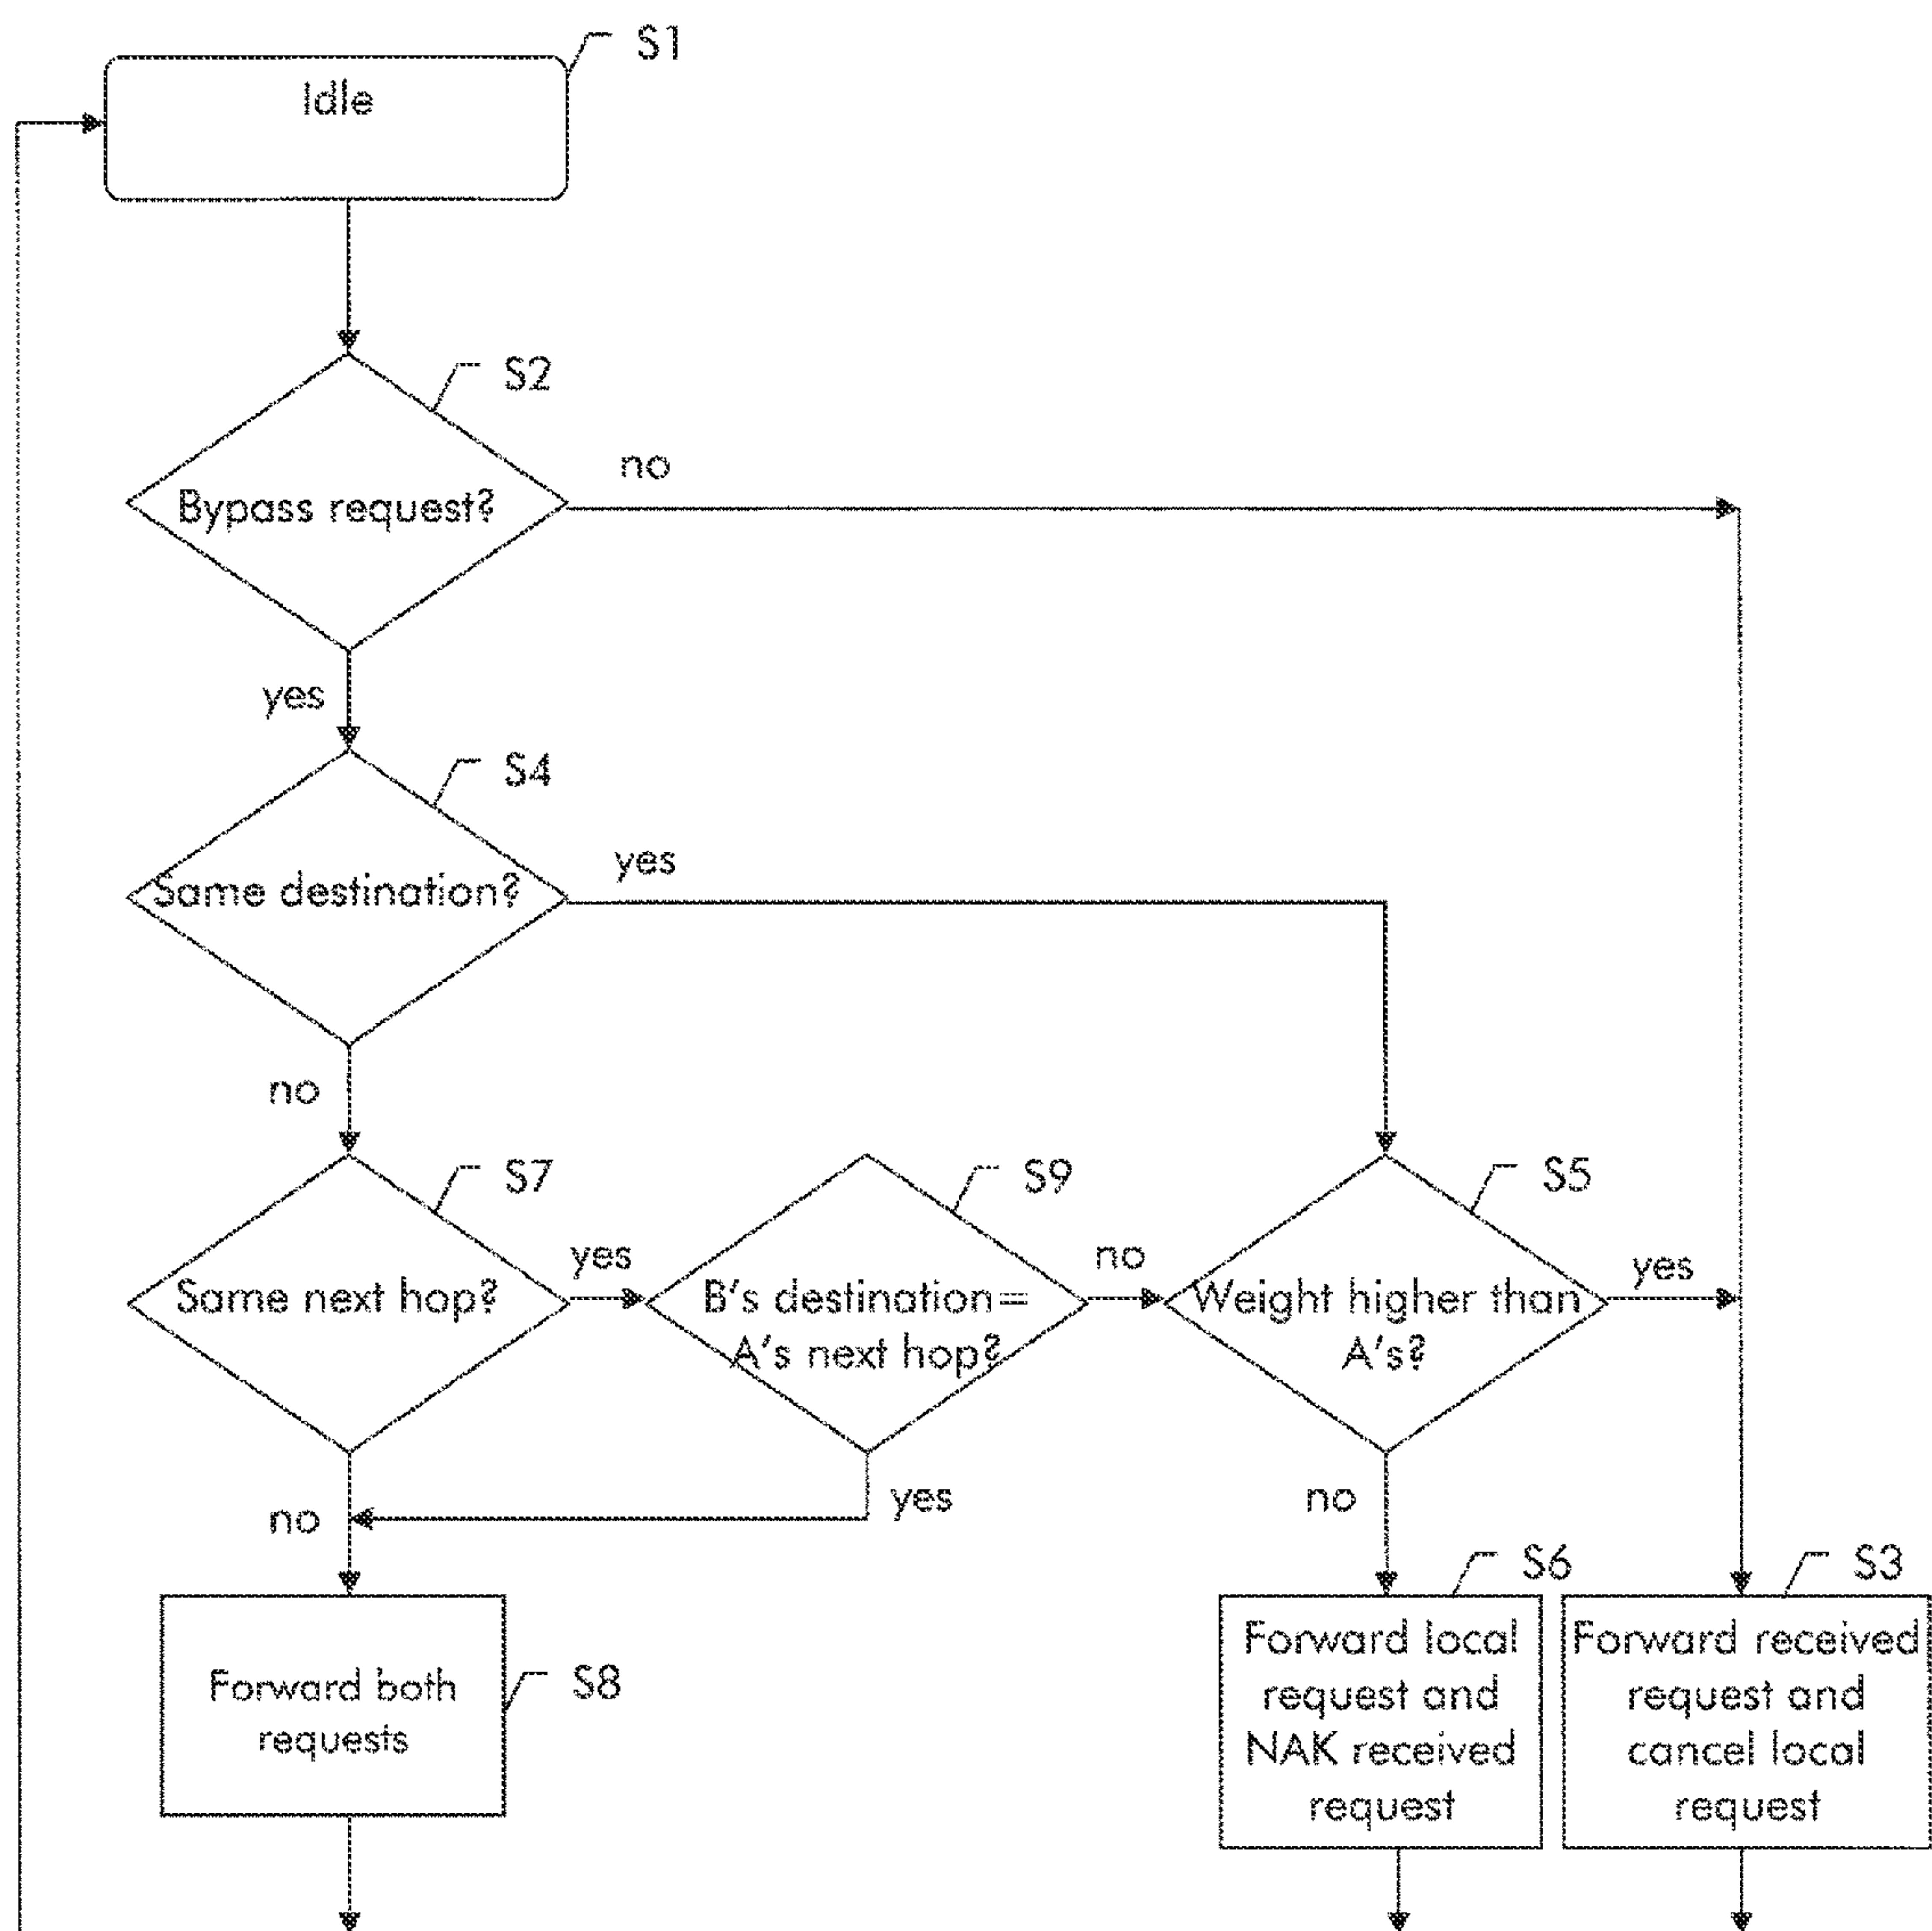 S1
Idle
S2
no
Bypass request?
yes
S4
yes
Same destination?
no
S7
S9
S5
yes
no
yes
Same next hop?
B's destination=
A's next hop?
Weight higher than
A's?
no
yes
no
S6
S3
Forward both
requests
S8
Forward local
request and
NAK received
request
Forward received
request and
cancel local
request